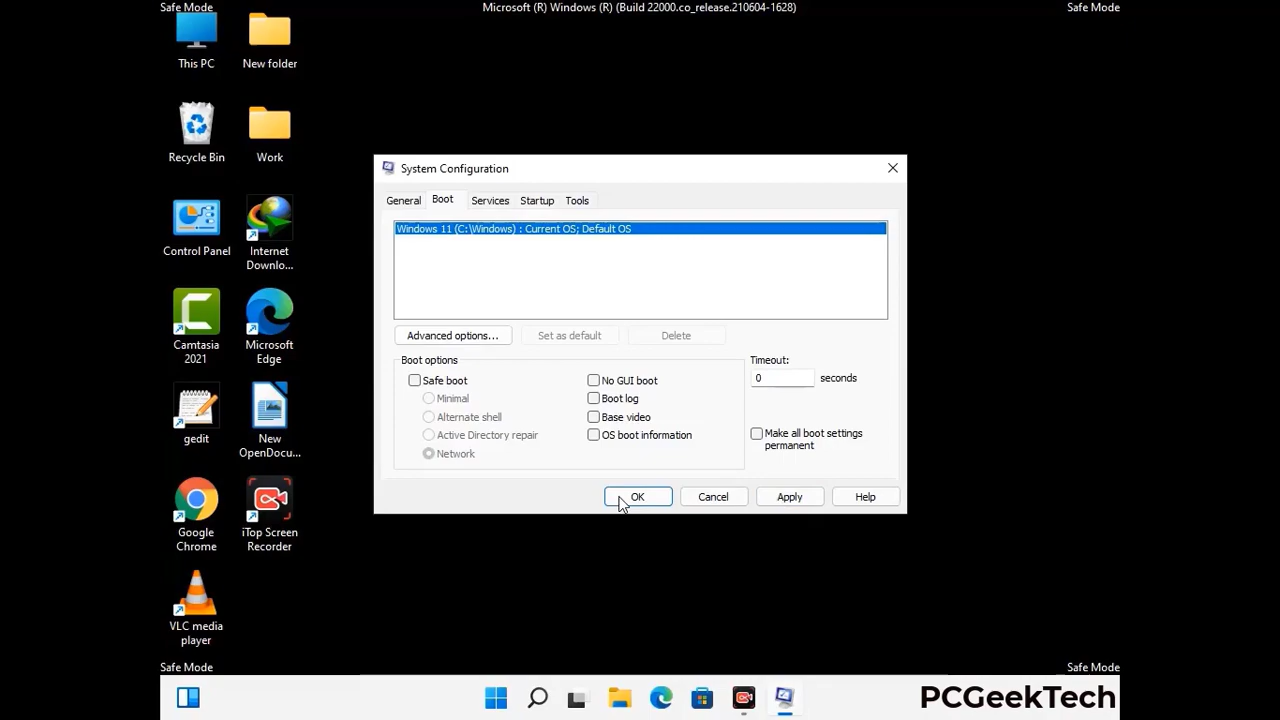 Safe Mode
Microsoft (R) Windows (R) (Build 22000.co_release.210604-1628)
Safe Mode
This PC
New folder
Recycle Bin
Work
Control Panel
Internet
Downlo...
Camtasia
2021
Microsoft
Edge
gedit
New
OpenDocu...
Google
Chrome
iTop Screen
Recorder
VLC media
player
System Configuration
General
Boot
Services
Startup
Tools
Windows 11 (C:\Windows) : Current OS; Default OS
Advanced options...
Set as default
Delete
Boot options
Safe boot
Minimal
Alternate shell
Active Directory repair
Network
No GUI boot
Boot log
Base video
OS boot information
Timeout:
0 seconds
Make all boot settings
permanent
OK
Cancel
Apply
Help
Safe Mode
Safe Mode
PCGeekTech